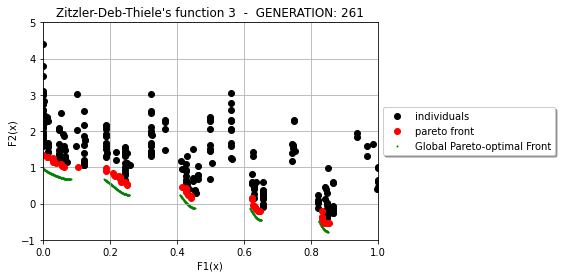 Zitzler-Deb-Thiele's function 3 - GENERATION: 261
5
4
3
2
1
0
−1
F2(x)
0.0 0.2 0.4 0.6 0.8 1.0
F1(x)
individuals
pareto front
Global Pareto-optimal Front